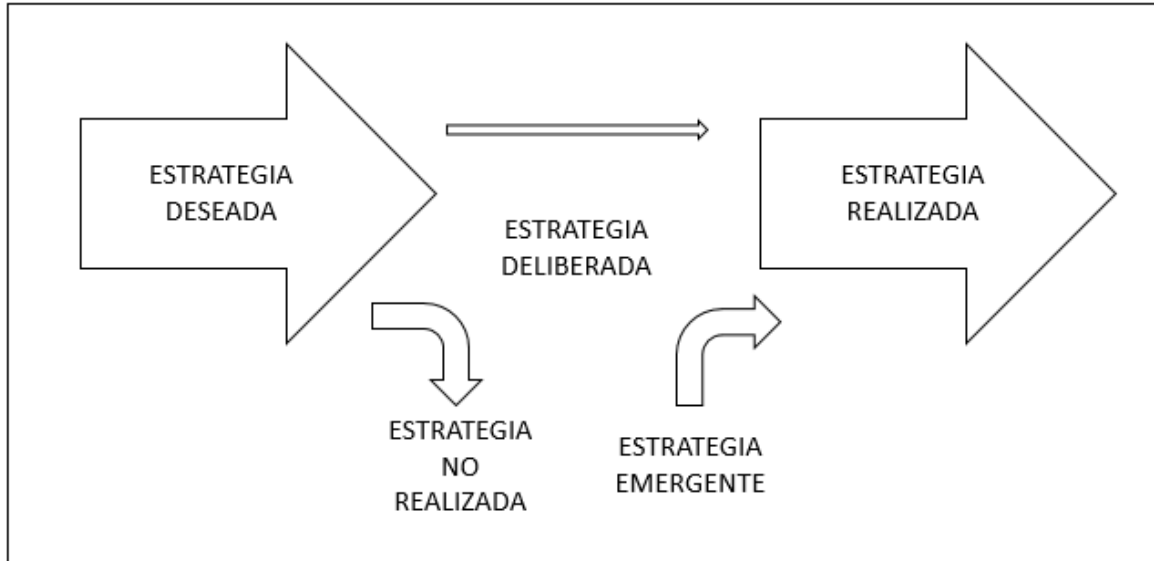 ESTRATEGIA
DESEADA
ESTRATEGIA
DELIBERADA
ESTRATEGIA
REALIZADA
ESTRATEGIA
NO
REALIZADA
ESTRATEGIA
EMERGENTE